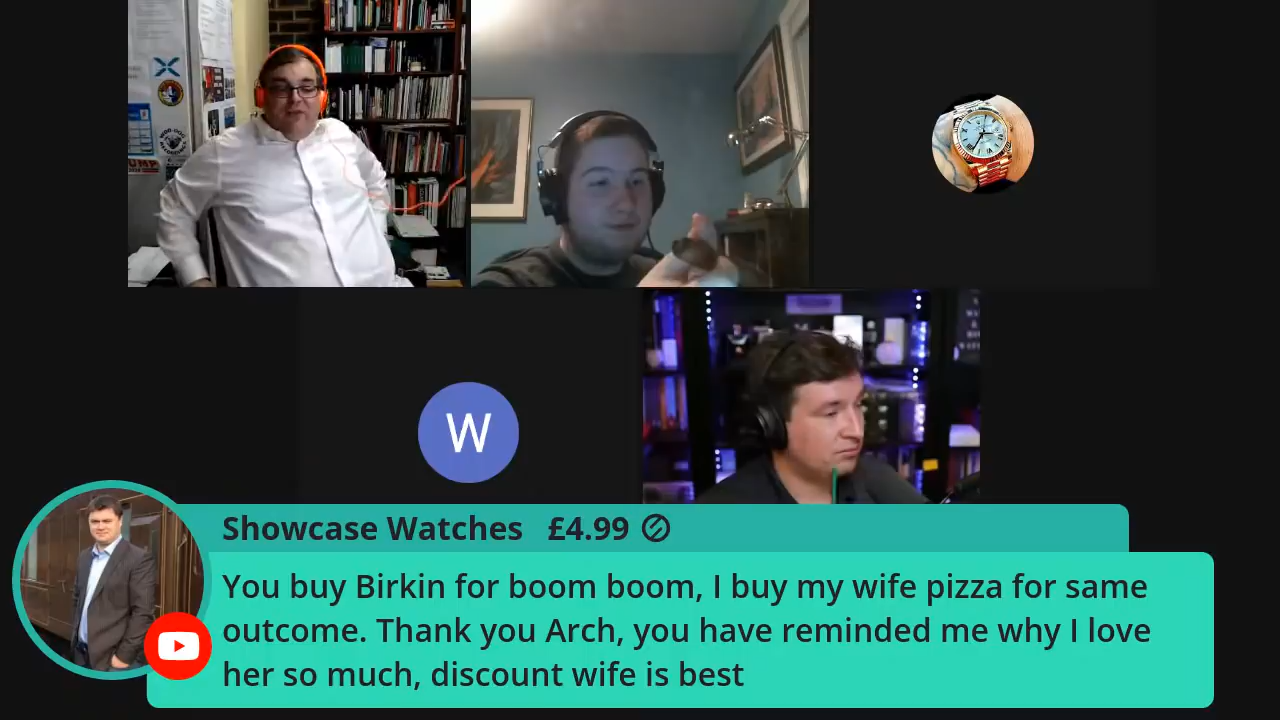 W
Showcase Watches £4.99
You buy Birkin for boom boom, I buy my wife pizza for same
outcome. Thank you Arch, you have reminded me why I love
her so much, discount wife is best